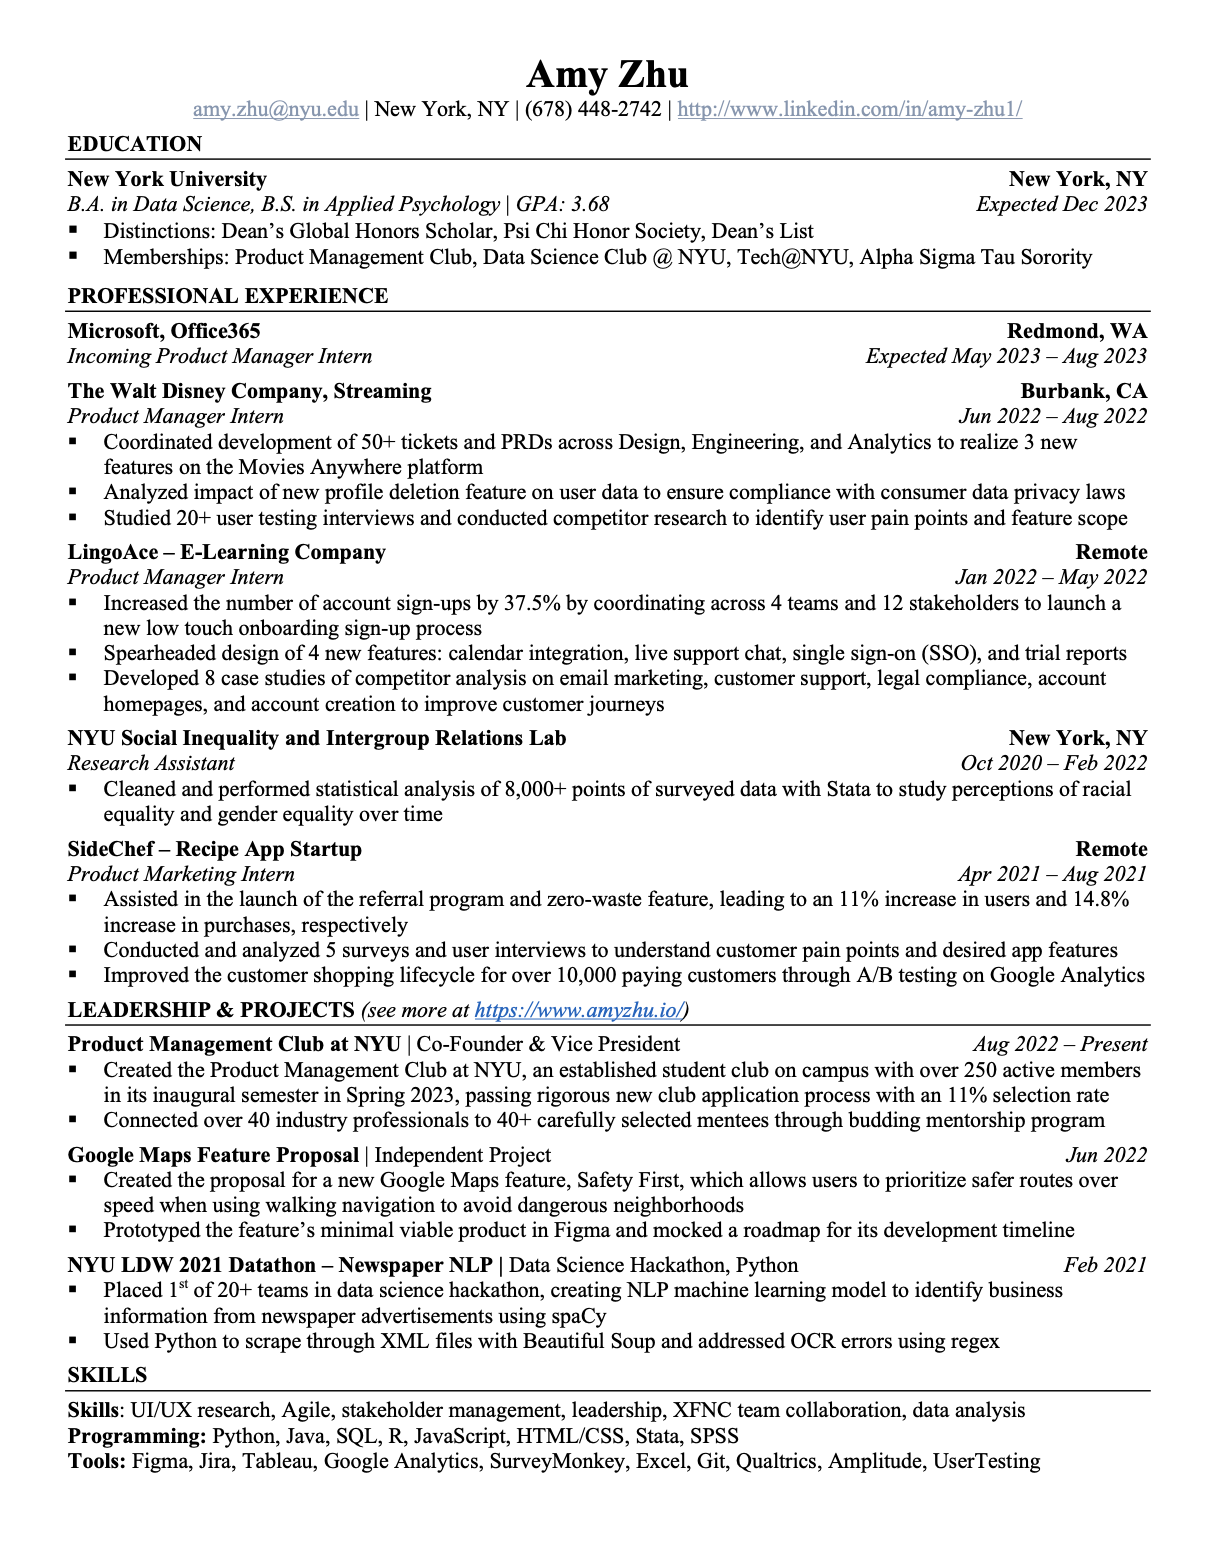 Amy Zhu
amy.zhu@nyu.edu | New York, NY | (678) 448-2742 | http://www.linkedin.com/in/amy-zhu1/
EDUCATION
New York University New York, NY
B.A. in Data Science, B.S. in Applied Psychology | GPA: 3.68 Expected Dec 2023
▪ Distinctions: Dean’s Global Honors Scholar, Psi Chi Honor Society, Dean’s List
▪ Memberships: Product Management Club, Data Science Club @ NYU, Tech@NYU, Alpha Sigma Tau Sorority
PROFESSIONAL EXPERIENCE
Microsoft, Office365 Redmond, WA
Incoming Product Manager Intern Expected May 2023 – Aug 2023
The Walt Disney Company, Streaming Burbank, CA
Product Manager Intern Jun 2022 – Aug 2022
▪ Coordinated development of 50+ tickets and PRDs across Design, Engineering, and Analytics to realize 3 new
features on the Movies Anywhere platform
▪ Analyzed impact of new profile deletion feature on user data to ensure compliance with consumer data privacy laws
▪ Studied 20+ user testing interviews and conducted competitor research to identify user pain points and feature scope
LingoAce – E-Learning Company Remote
Product Manager Intern Jan 2022 – May 2022
▪ Increased the number of account sign-ups by 37.5% by coordinating across 4 teams and 12 stakeholders to launch a
new low touch onboarding sign-up process
▪ Spearheaded design of 4 new features: calendar integration, live support chat, single sign-on (SSO), and trial reports
▪ Developed 8 case studies of competitor analysis on email marketing, customer support, legal compliance, account
homepages, and account creation to improve customer journeys
NYU Social Inequality and Intergroup Relations Lab New York, NY
Research Assistant Oct 2020 – Feb 2022
▪ Cleaned and performed statistical analysis of 8,000+ points of surveyed data with Stata to study perceptions of racial
equality and gender equality over time
SideChef – Recipe App Startup Remote
Product Marketing Intern Apr 2021 – Aug 2021
▪ Assisted in the launch of the referral program and zero-waste feature, leading to an 11% increase in users and 14.8%
increase in purchases, respectively
▪ Conducted and analyzed 5 surveys and user interviews to understand customer pain points and desired app features
▪ Improved the customer shopping lifecycle for over 10,000 paying customers through A/B testing on Google Analytics
LEADERSHIP & PROJECTS (see more at https://www.amyzhu.io/)
Product Management Club at NYU | Co-Founder & Vice President Aug 2022 – Present
▪ Created the Product Management Club at NYU, an established student club on campus with over 250 active members
in its inaugural semester in Spring 2023, passing rigorous new club application process with an 11% selection rate
▪ Connected over 40 industry professionals to 40+ carefully selected mentees through budding mentorship program
Google Maps Feature Proposal | Independent Project Jun 2022
▪ Created the proposal for a new Google Maps feature, Safety First, which allows users to prioritize safer routes over
speed when using walking navigation to avoid dangerous neighborhoods
▪ Prototyped the feature’s minimal viable product in Figma and mocked a roadmap for its development timeline
NYU LDW 2021 Datathon – Newspaper NLP | Data Science Hackathon, Python Feb 2021
▪ Placed 1st of 20+ teams in data science hackathon, creating NLP machine learning model to identify business
information from newspaper advertisements using spaCy
▪ Used Python to scrape through XML files with Beautiful Soup and addressed OCR errors using regex
SKILLS
Skills: UI/UX research, Agile, stakeholder management, leadership, XFNC team collaboration, data analysis
Programming: Python, Java, SQL, R, JavaScript, HTML/CSS, Stata, SPSS
Tools: Figma, Jira, Tableau, Google Analytics, SurveyMonkey, Excel, Git, Qualtrics, Amplitude, UserTesting